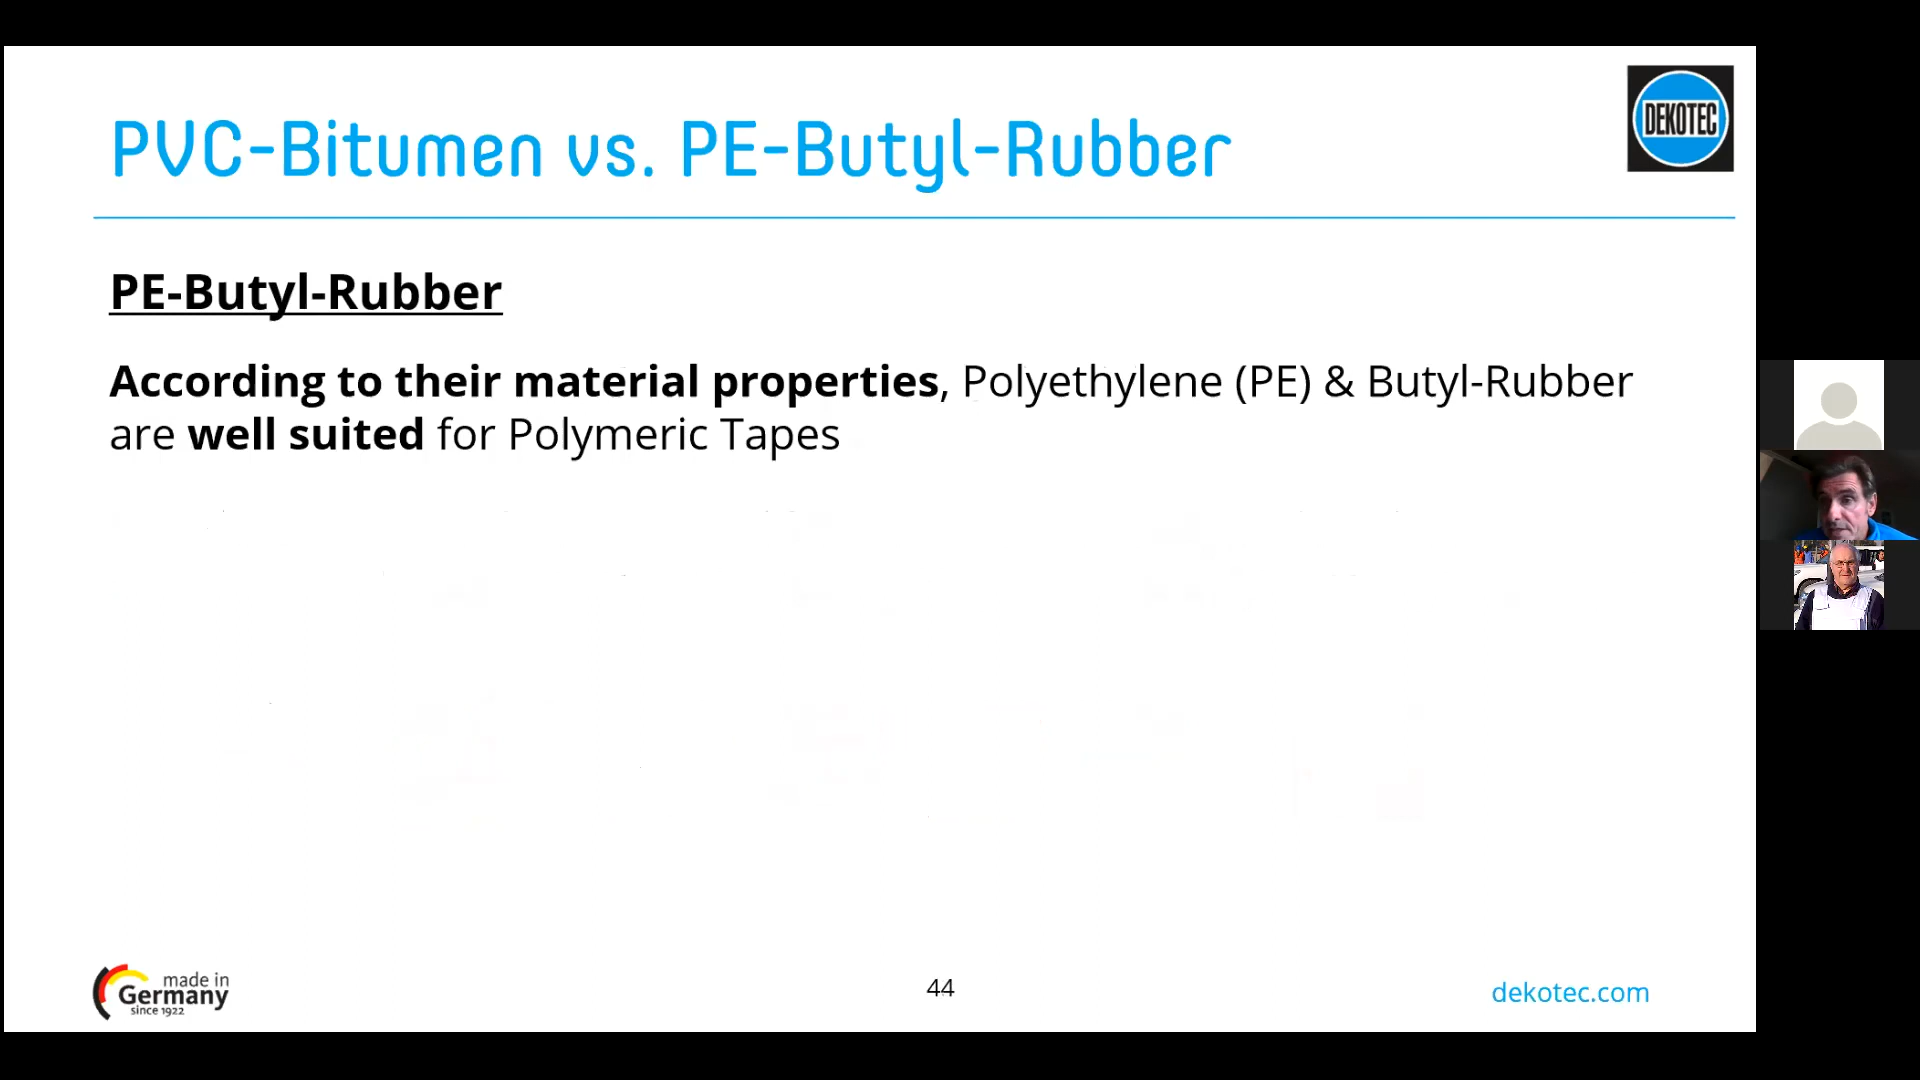 PVC-Bitumen vs. PE-Butyl-Rubber
DEKOTEC
PE-Butyl-Rubber
According to their material properties, Polyethylene (PE) & Butyl-Rubber
are well suited for Polymeric Tapes
made in
Germany
since 1922
44
dekotec.com